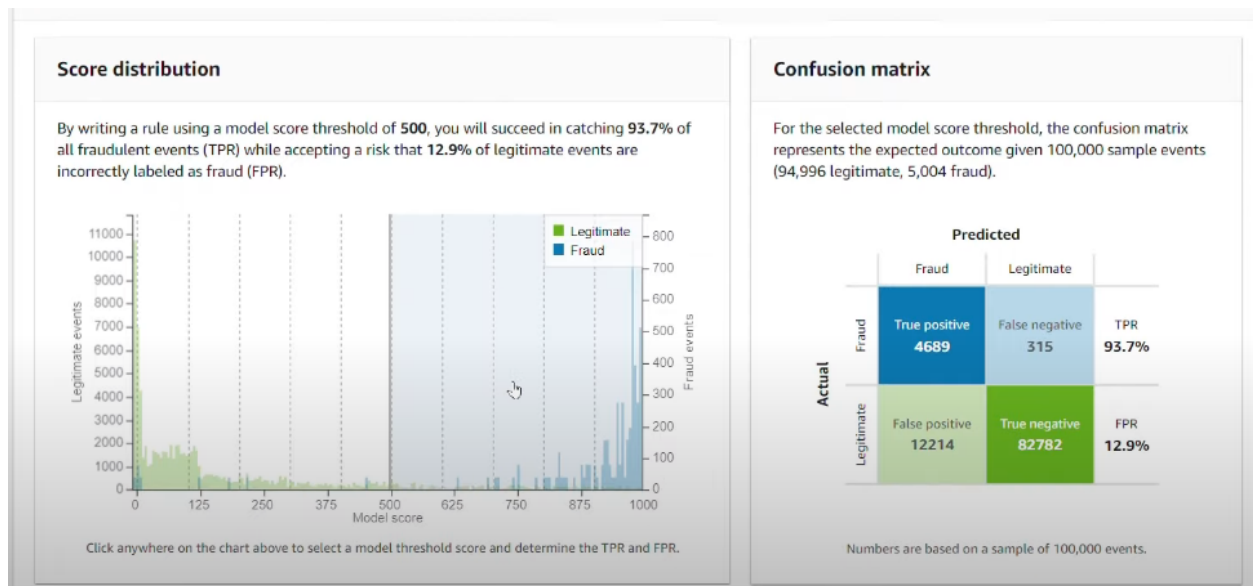 Score distribution
By writing a rule using a model score threshold of 500, you will succeed in catching 93.7% of
all fraudulent events (TPR) while accepting a risk that 12.9% of legitimate events are
incorrectly labeled as fraud (FPR).
Legitimate
Fraud
11000
10000
9000
8000
7000
6000
5000
4000
3000
2000
1000
0
Legitimate events
800
700
600
500
400
300
200
100
0
Fraud events
0 125 250 375 500 625 750 875 1000
Model score
Click anywhere on the chart above to select a model threshold score and determine the TPR and FPR.
Confusion matrix
For the selected model score threshold, the confusion matrix
represents the expected outcome given 100,000 sample events
(94,996 legitimate, 5,004 fraud).
Predicted
Fraud Legitimate
Actual
Fraud
True positive False negative TPR
4689 315 93.7%
Legitimate
False positive True negative FPR
12214 82782 12.9%
Numbers are based on a sample of 100,000 events.